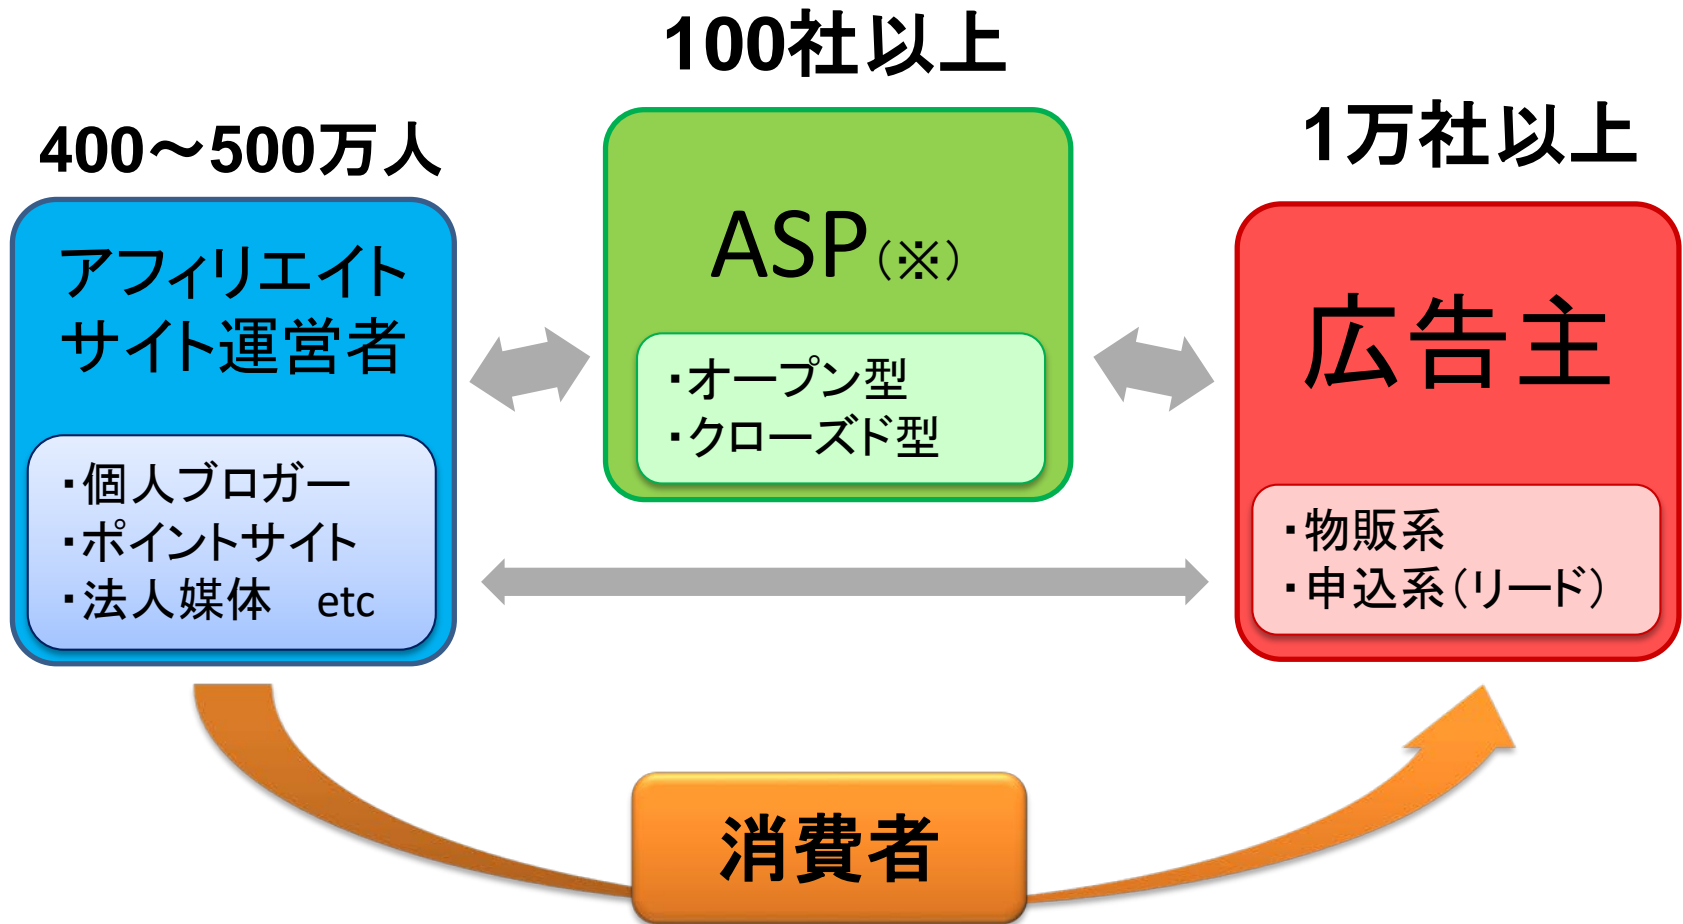 100社以上
400～500万人
1万社以上
アフィリエイト
サイト運営者
・個人ブロガー
・ポイントサイト
・法人媒体　etc
ASP（※）
・オープン型
・クローズド型
広告主
・物販系
・申込系（リード）
消費者